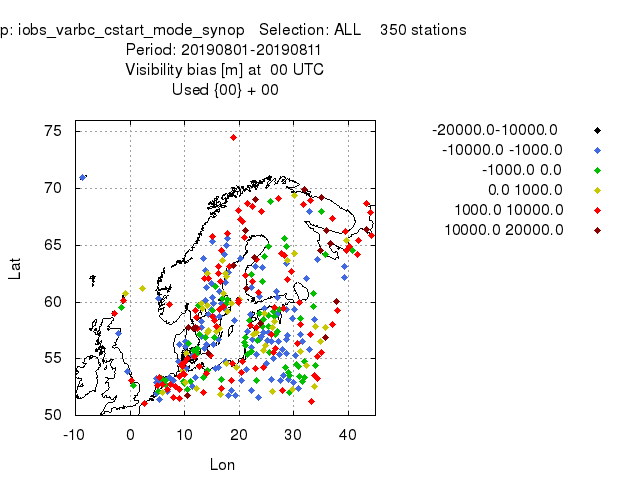 p: iobs_varbc_cstart_mode_synop Selection: ALL 350 stations
Period: 20190801-20190811
Visibility bias [m] at 00 UTC
Used {00} + 00
-20000.0-10000.0
-10000.0 -1000.0
-1000.0 0.0
0.0 1000.0
1000.0 10000.0
10000.0 20000.0
75
70
65
60
55
50
Lat
-10 0 10 20 30 40
Lon